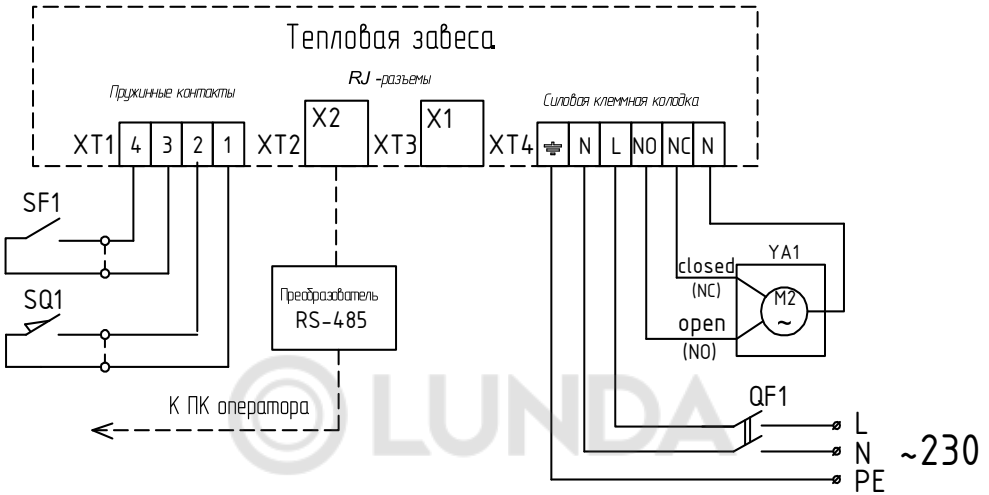 Тепловая завеса
RJ -разъемы
Пружинные контакты
Силовая клеммная колодка
XT1 4 3 2 1 XT2 X2 XT3 X1 XT4 N L NO NC N
SF1
SQ1
Преобразователь
RS-485
К ПК оператора
closed
(NC)
open
(NO)
YA1
M2
~
QF1
L
N ~230
PE
LUNDA